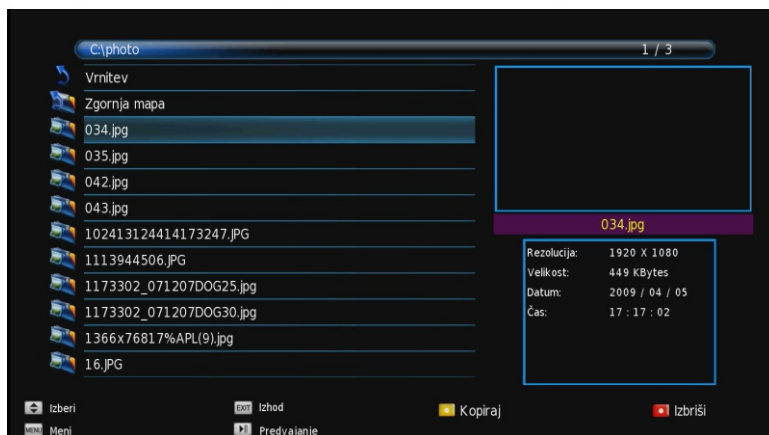 C:\photo 1 / 3
Vrnitev
Zgornja mapa
034.jpg
035.jpg
042.jpg
043.jpg
102413124414173247.JPG
1113944506.JPG
1173302_071207DOG25.jpg
1173302_071207DOG30.jpg
1366x76817%APL(9).jpg
16.JPG
034.jpg
Rezolucija: 1920 X 1080
Velikost: 449 KBytes
Datum: 2009 / 04 / 05
Čas: 17 : 17 : 02
Izberi EXIT Izhod Kopiraj Izbriši
MENU Meni Predvajanje